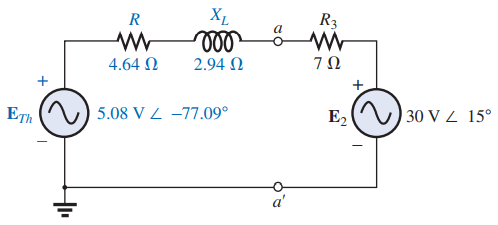 R
X_L
a
R_3
4.64 Ω
2.94 Ω
7 Ω
+
+
E_Th
5.08 V ∠ −77.09°
E_2
30 V ∠ 15°
−
−
a'